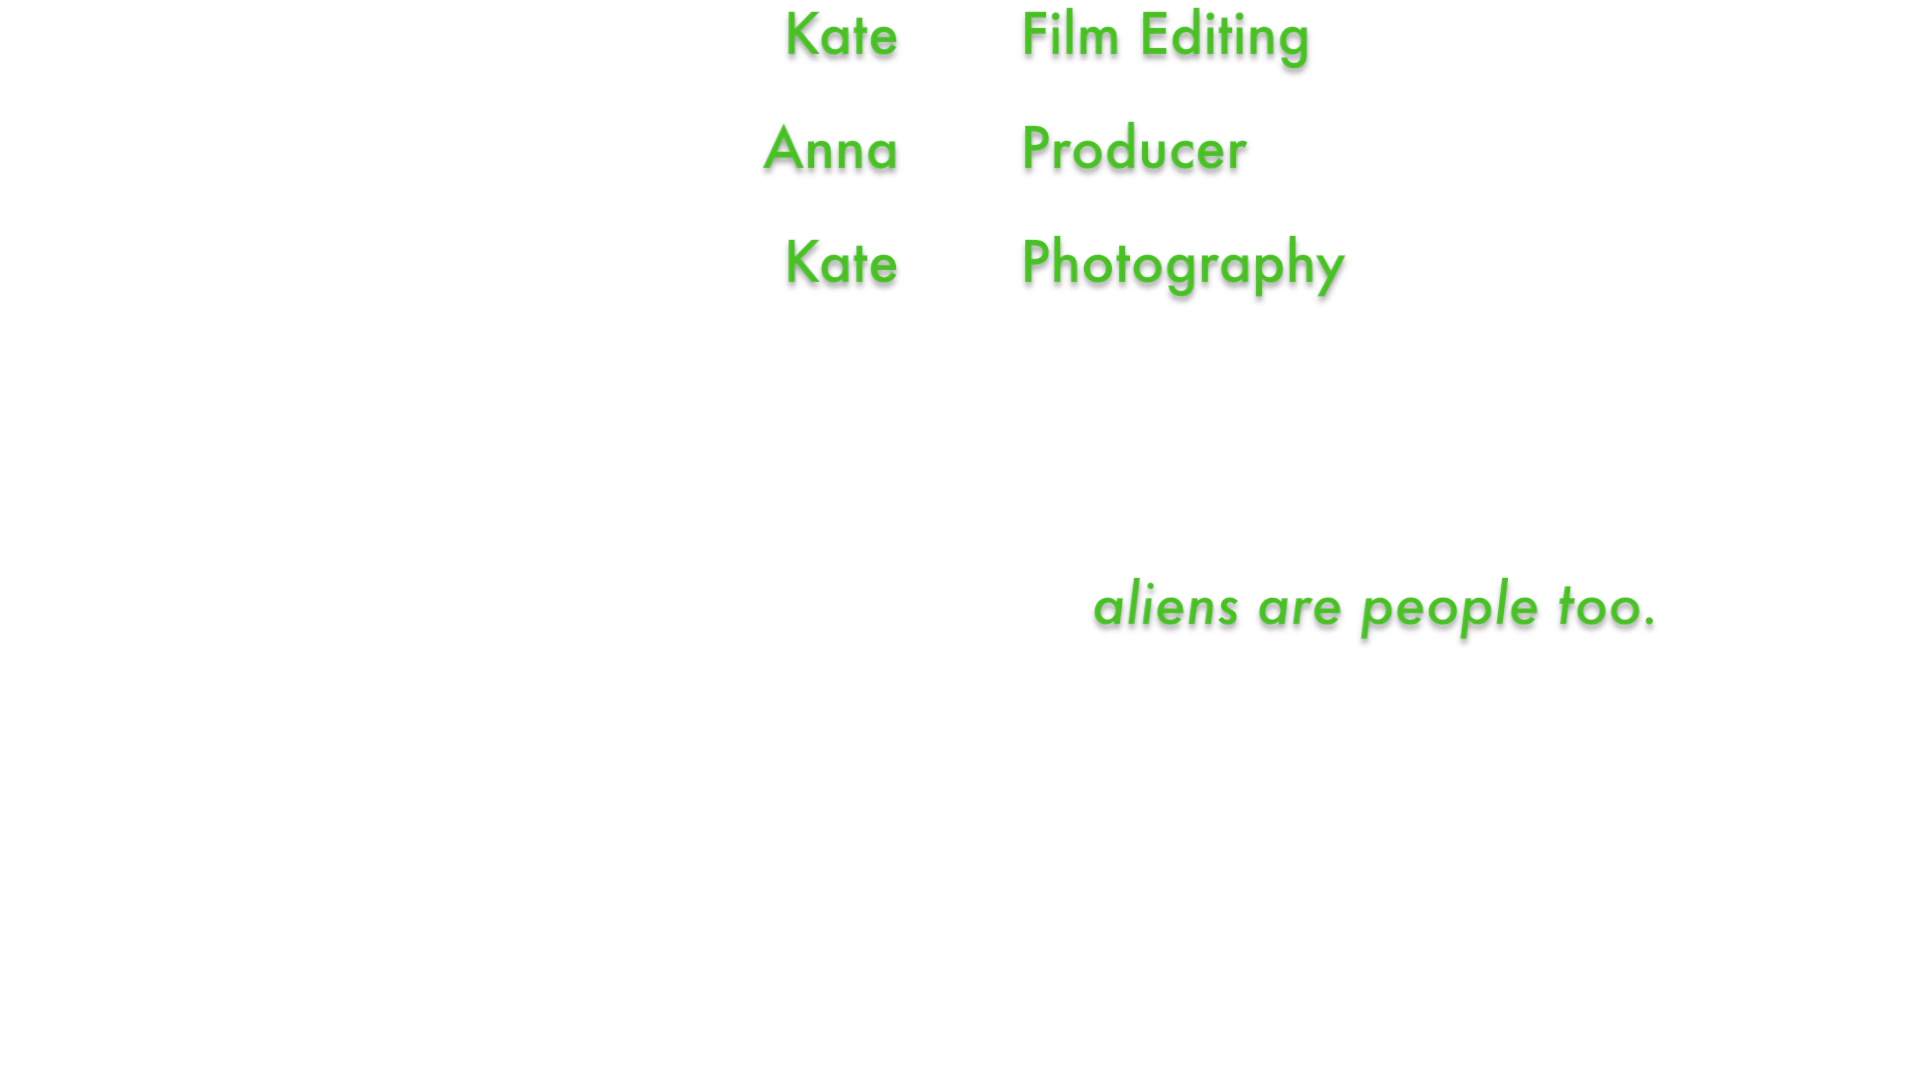 Kate Film Editing
Anna Producer
Kate Photography
aliens are people too.